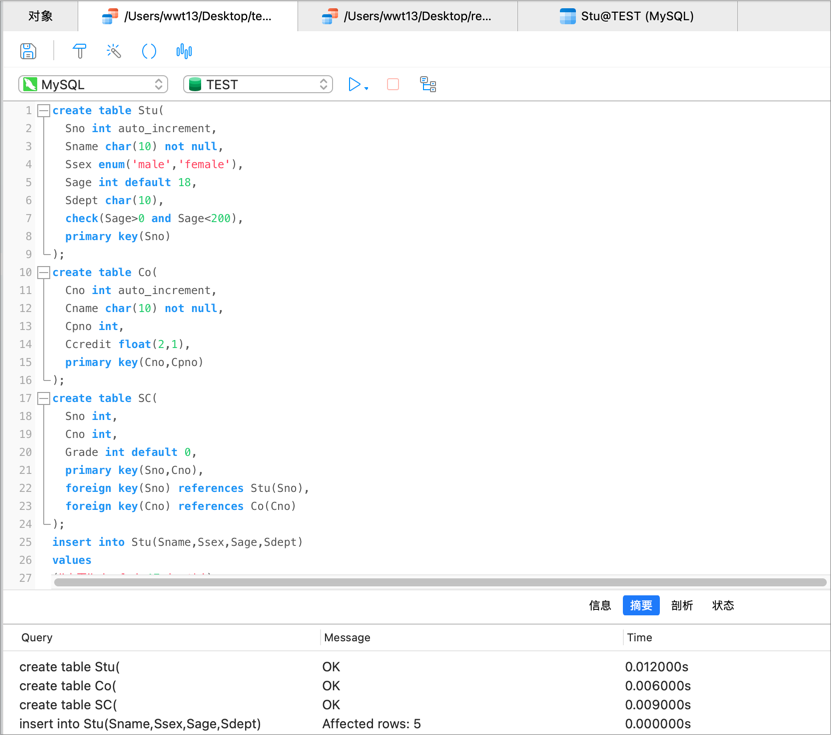 对象
/Users/wwt13/Desktop/te...
/Users/wwt13/Desktop/re...
Stu@TEST (MySQL)
MySQL
TEST
1 create table Stu(
2 Sno int auto_increment,
3 Sname char(10) not null,
4 Ssex enum('male','female'),
5 Sage int default 18,
6 Sdept char(10),
7 check(Sage>0 and Sage<200),
8 primary key(Sno)
9 );
10 create table Co(
11 Cno int auto_increment,
12 Cname char(10) not null,
13 Cpno int,
14 Ccredit float(2,1),
15 primary key(Cno,Cpno)
16 );
17 create table SC(
18 Sno int,
19 Cno int,
20 Grade int default 0,
21 primary key(Sno,Cno),
22 foreign key(Sno) references Stu(Sno),
23 foreign key(Cno) references Co(Cno)
24 );
25 insert into Stu(Sname,Ssex,Sage,Sdept)
26 values
27
信息 摘要 剖析 状态
Query Message Time
create table Stu( OK 0.012000s
create table Co( OK 0.006000s
create table SC( OK 0.009000s
insert into Stu(Sname,Ssex,Sage,Sdept) Affected rows: 5 0.000000s